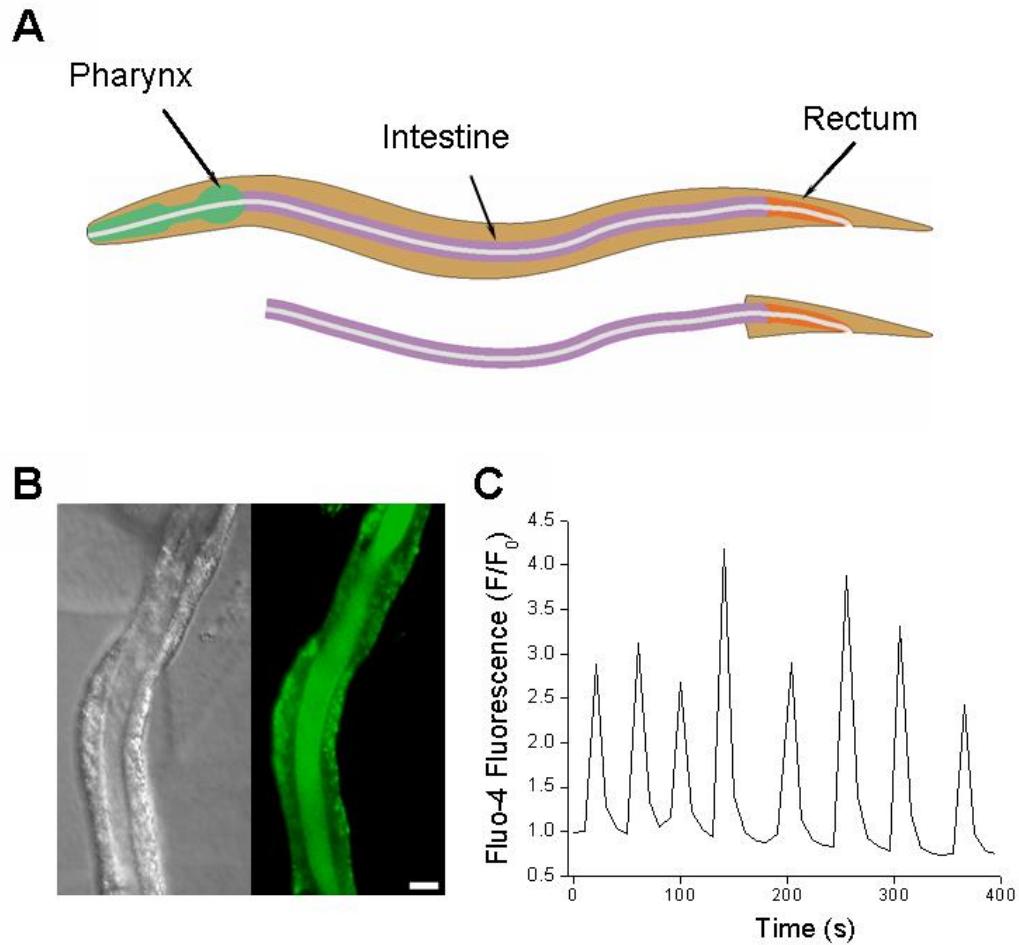 A
Pharynx
Intestine
Rectum
B
C
Fluo-4 Fluorescence (F/F0)
4.5
4.0
3.5
3.0
2.5
2.0
1.5
1.0
0.5
0 100 200 300 400
Time (s)